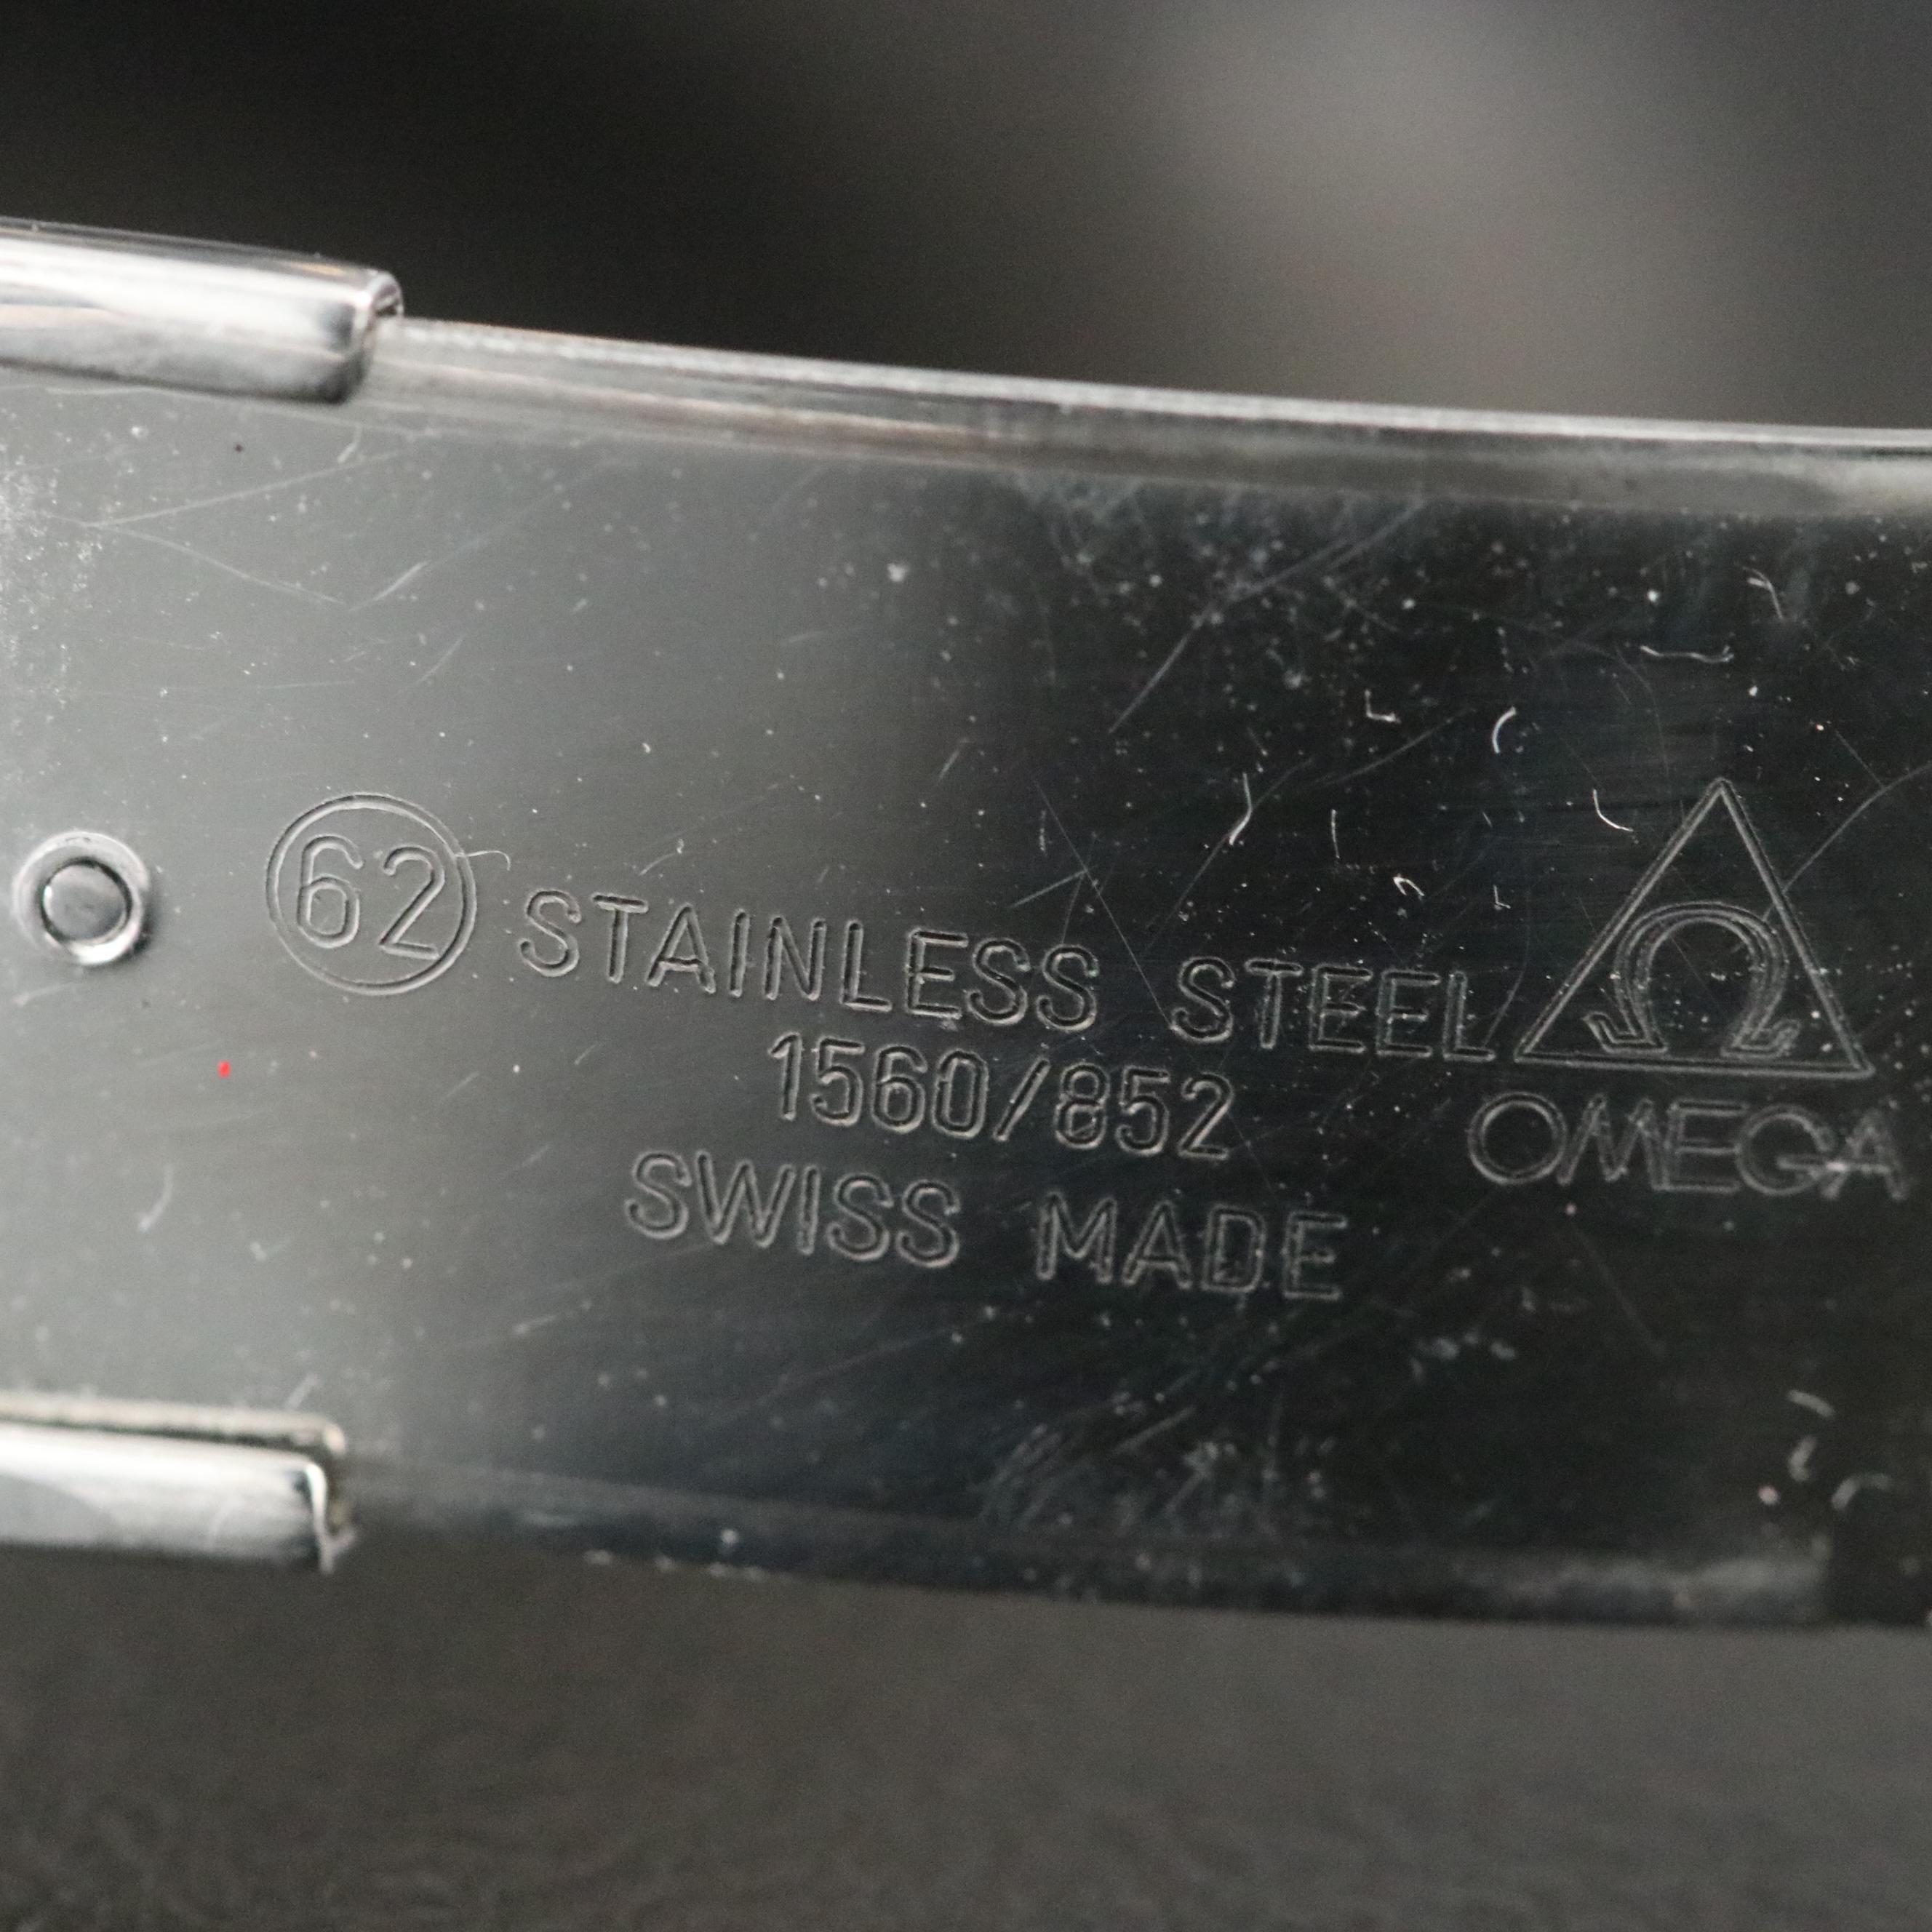 62 STAINLESS STEEL
1560/852
SWISS MADE
Ω
OMEGA